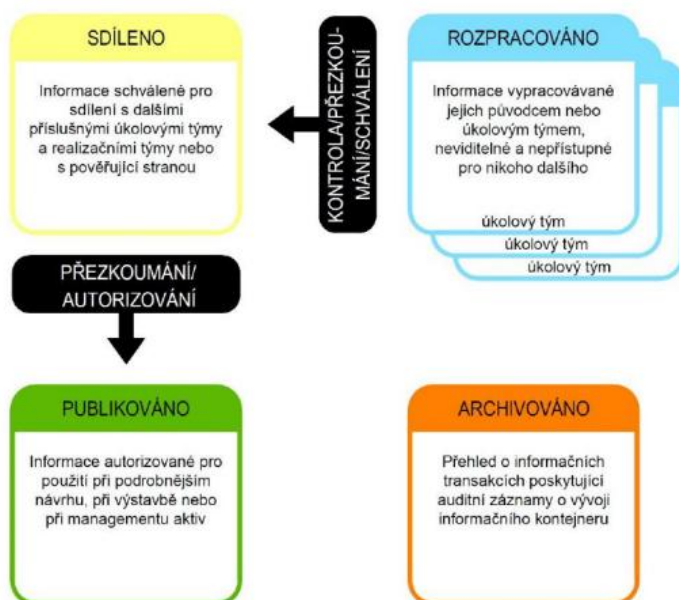 SDÍLENO
Informace schválené pro
sdílení s dalšími
příslušnými úkolovými týmy
a realizačními týmy nebo
s pověřující stranou
KONTROLA/PŘEZKOU-
MÁNÍ/SCHVÁLENÍ
ROZPRACOVÁNO
Informace vypracovávané
jejich původcem nebo
úkolovým týmem,
neviditelné a nepřístupné
pro nikoho dalšího
úkolový tým
úkolový tým
úkolový tým
PŘEZKOUMÁNÍ/
AUTORIZOVÁNÍ
PUBLIKOVÁNO
Informace autorizované pro
použití při podrobnějším
návrhu, při výstavbě nebo
při managementu aktiv
ARCHIVOVÁNO
Přehled o informačních
transakcích poskytující
auditní záznamy o vývoji
informačního kontejneru